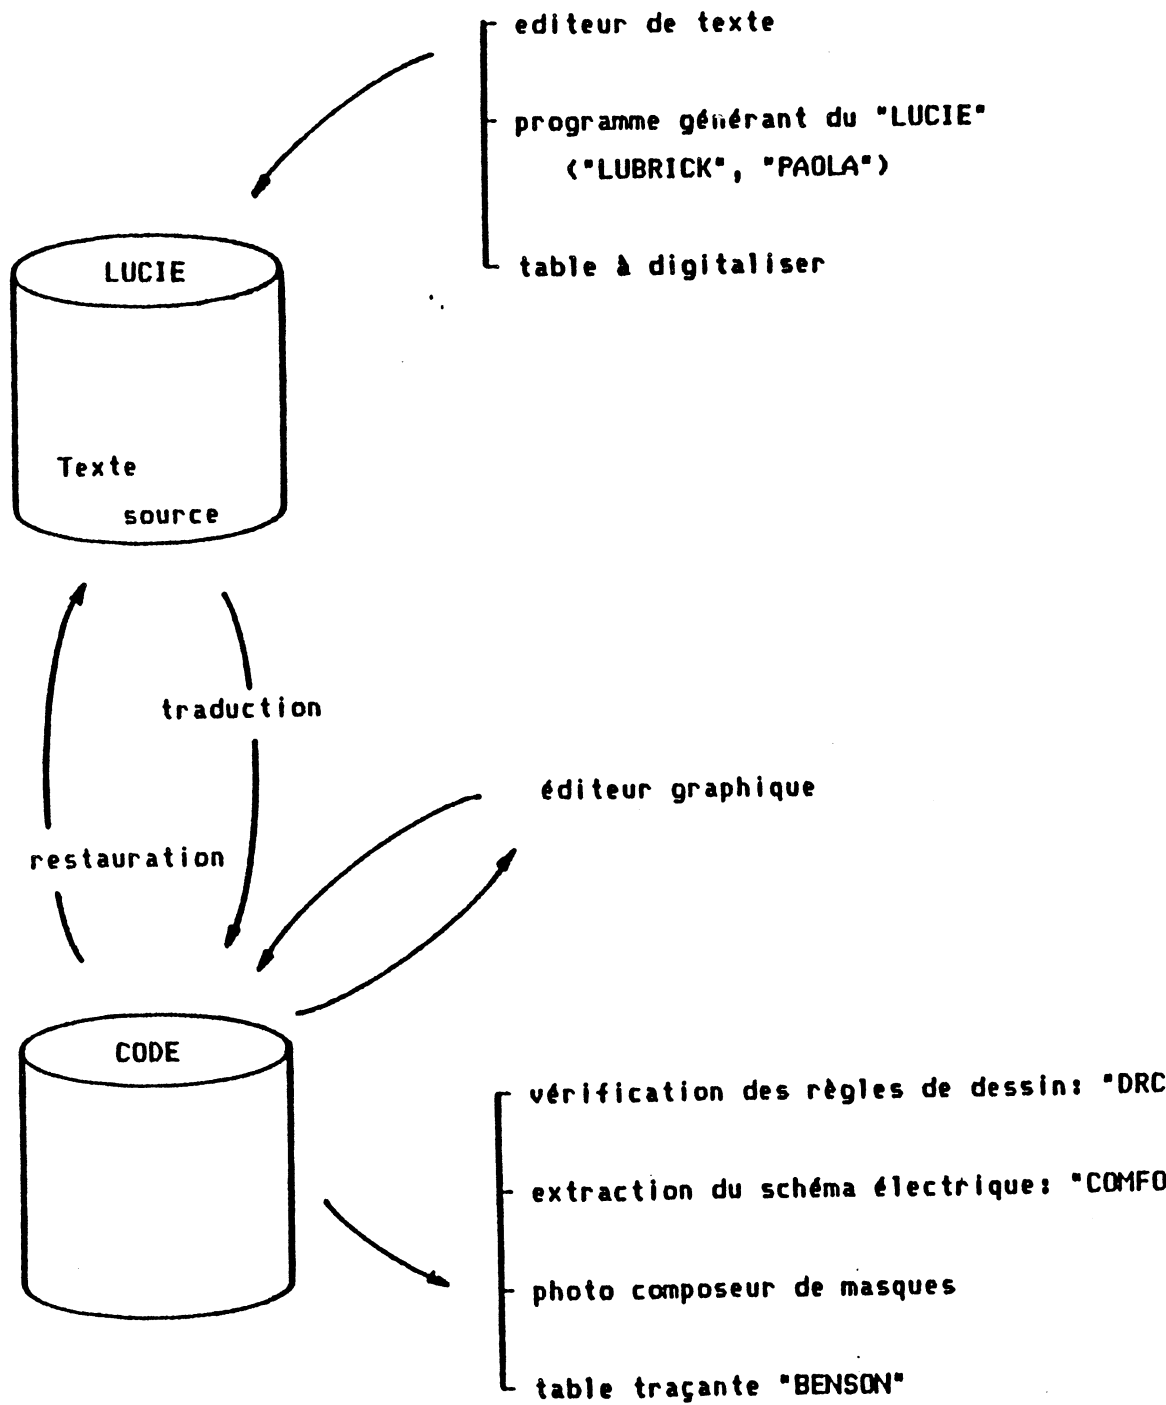 editeur de texte
programme générant du "LUCIE"
("LUBRICK", "PAOLA")
table à digitaliser
LUCIE
Texte
source
traduction
éditeur graphique
restauration
CODE
vérification des règles de dessin: "DRC
extraction du schéma électrique: "COMFO
photo composeur de masques
table traçante "BENSON"